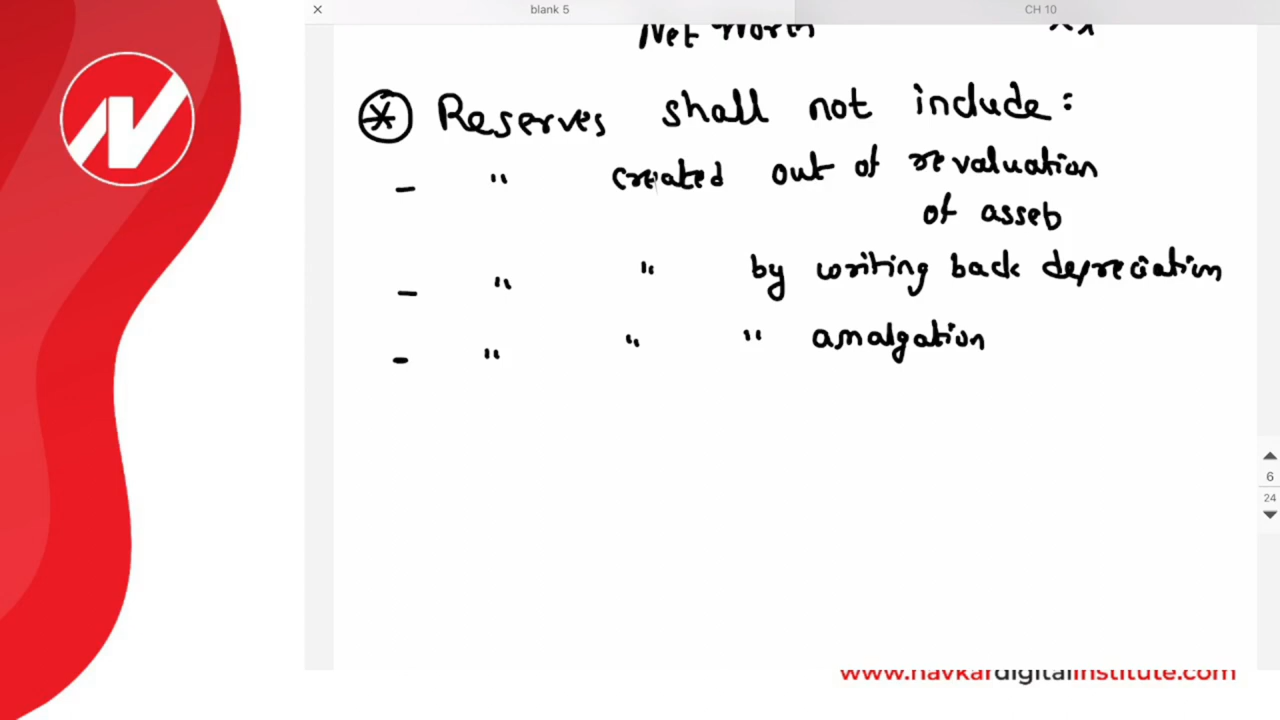 blank 5
CH 10
Net Worth xx
* Reserves shall not include:
- " created out of revaluation
of assets
- " " by writing back depreciation
- " " " amalgation
6
24
www.navkardigitalinstitute.com